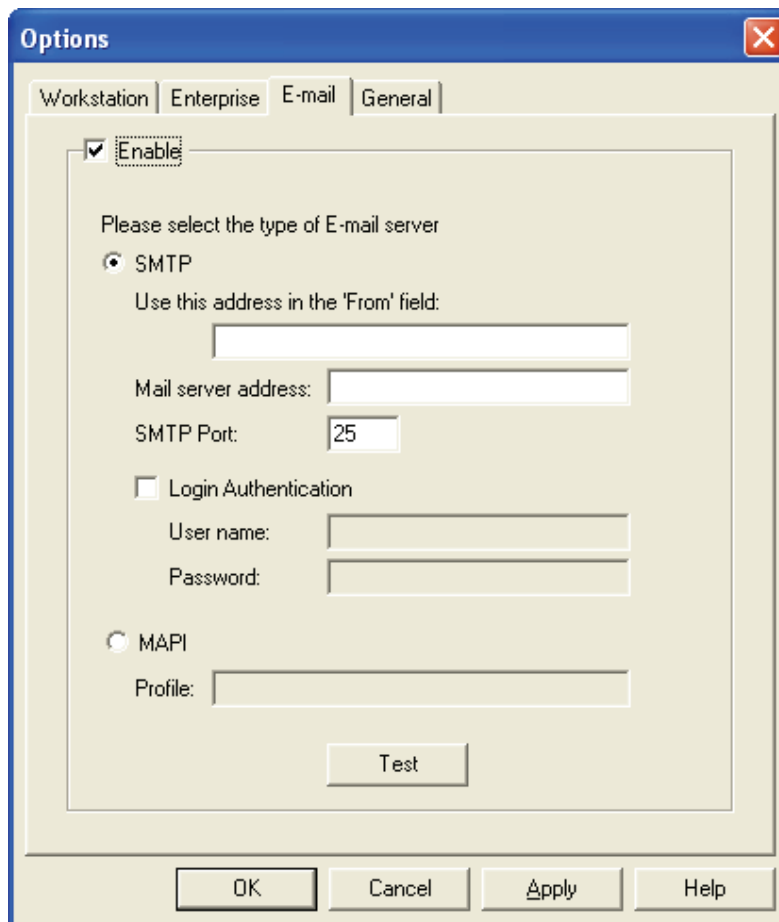 Options
Workstation Enterprise E-mail General
Enable
Please select the type of E-mail server
SMTP
Use this address in the 'From' field:
Mail server address:
SMTP Port: 25
Login Authentication
User name:
Password:
MAPI
Profile:
Test
OK Cancel Apply Help